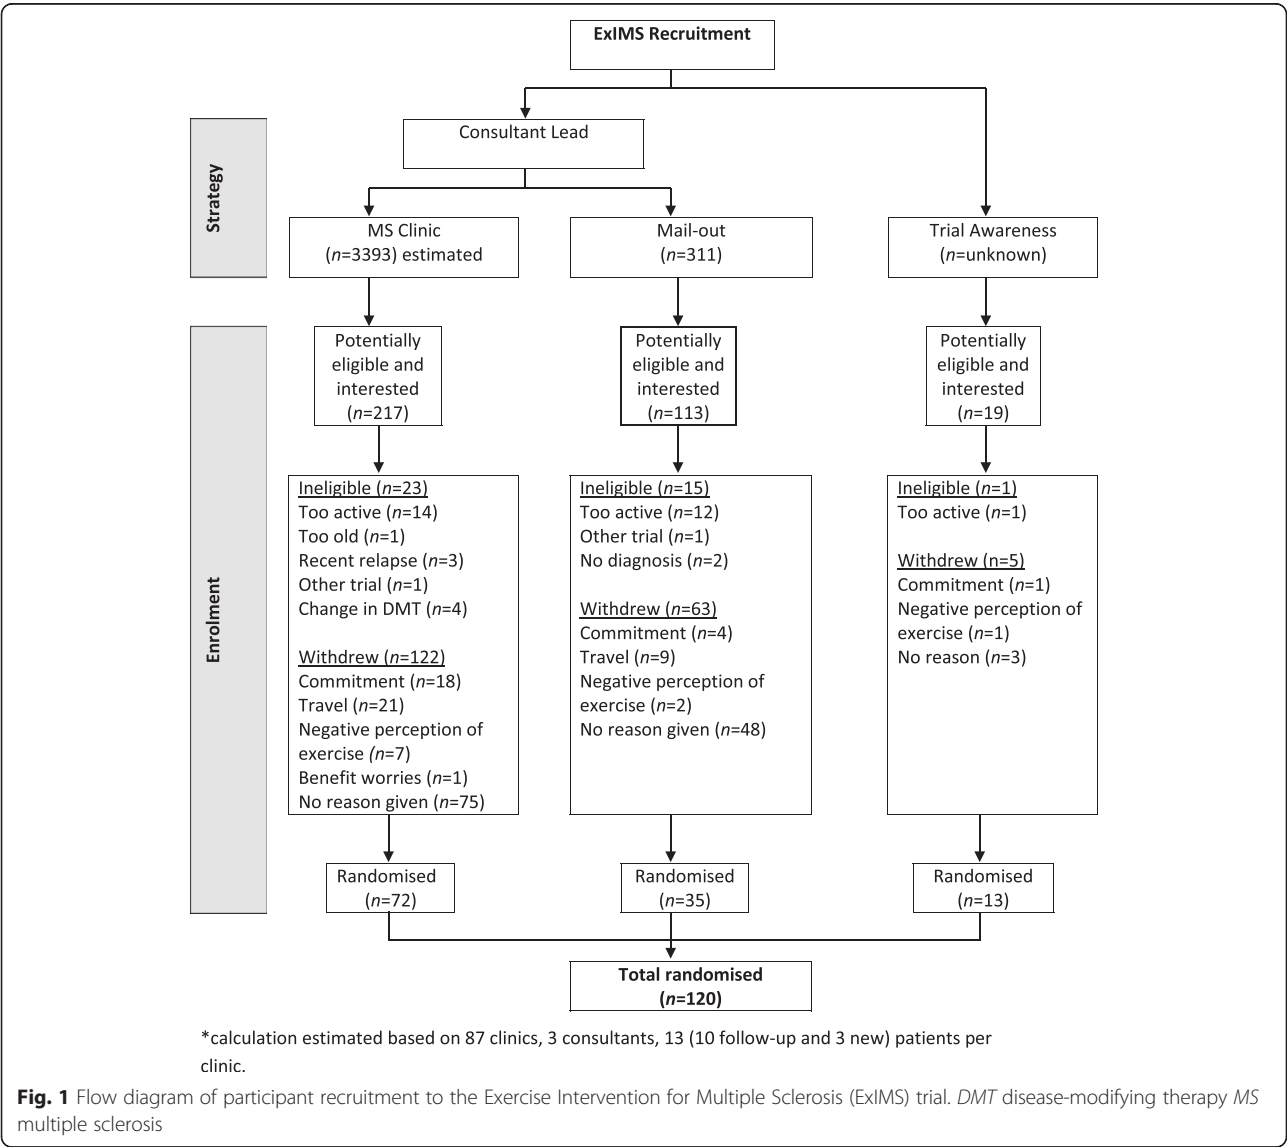 ExIMS Recruitment
Strategy
Consultant Lead
MS Clinic
(n=3393) estimated
Mail-out
(n=311)
Trial Awareness
(n=unknown)
Enrolment
Potentially
eligible and
interested
(n=217)
Potentially
eligible and
interested
(n=113)
Potentially
eligible and
interested
(n=19)
Ineligible (n=23)
Too active (n=14)
Too old (n=1)
Recent relapse (n=3)
Other trial (n=1)
Change in DMT (n=4)
Withdrew (n=122)
Commitment (n=18)
Travel (n=21)
Negative perception of
exercise (n=7)
Benefit worries (n=1)
No reason given (n=75)
Ineligible (n=15)
Too active (n=12)
Other trial (n=1)
No diagnosis (n=2)
Withdrew (n=63)
Commitment (n=4)
Travel (n=9)
Negative perception of
exercise (n=2)
No reason given (n=48)
Ineligible (n=1)
Too active (n=1)
Withdrew (n=5)
Commitment (n=1)
Negative perception of
exercise (n=1)
No reason (n=3)
Randomised
(n=72)
Randomised
(n=35)
Randomised
(n=13)
Total randomised
(n=120)
*calculation estimated based on 87 clinics, 3 consultants, 13 (10 follow-up and 3 new) patients per
clinic.
Fig. 1 Flow diagram of participant recruitment to the Exercise Intervention for Multiple Sclerosis (ExIMS) trial. DMT disease-modifying therapy MS
multiple sclerosis